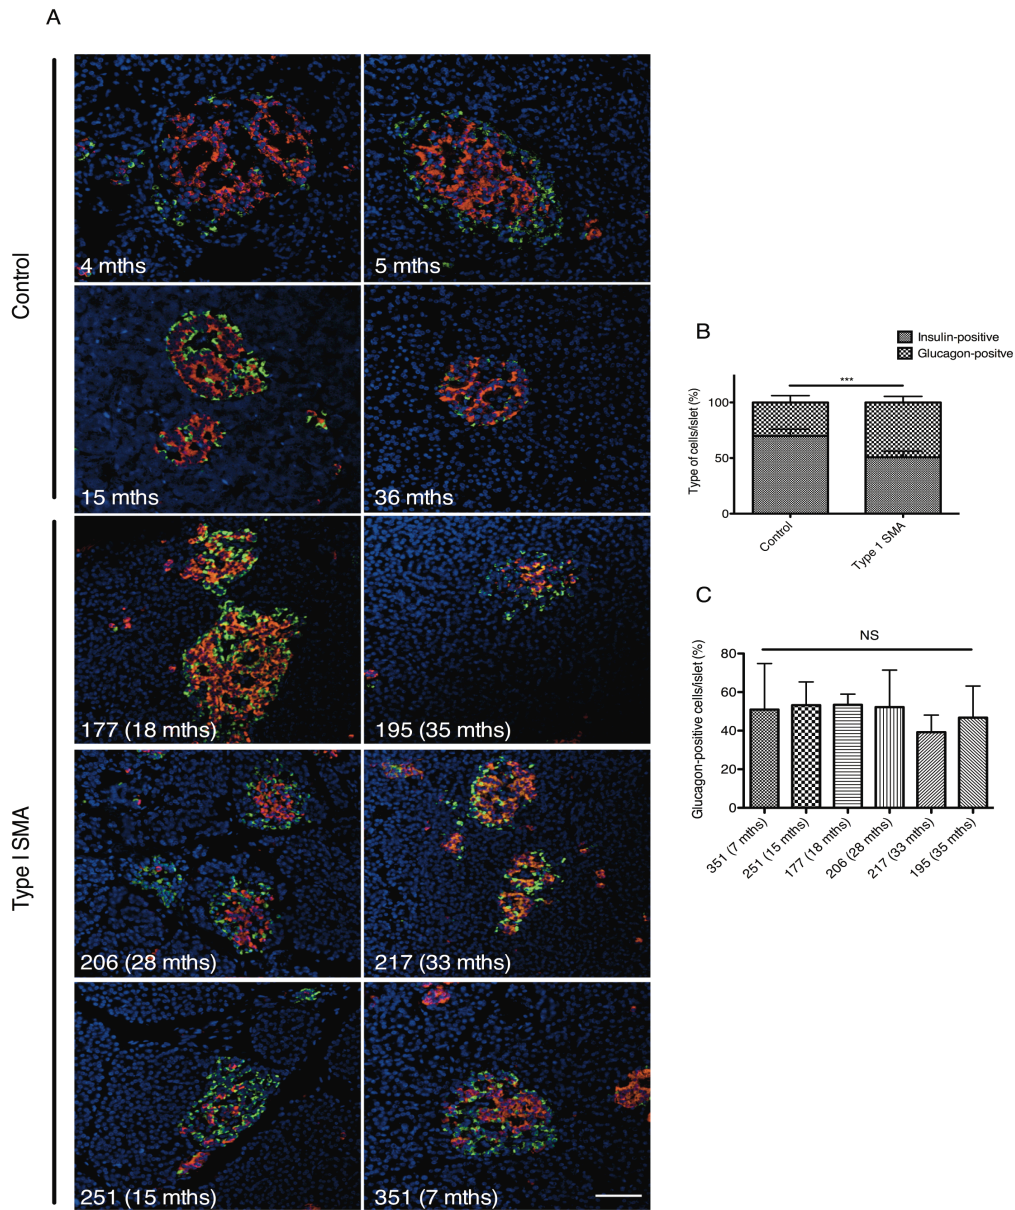 A
Control
4 mths
5 mths
15 mths
36 mths
Type I SMA
177 (18 mths)
195 (35 mths)
206 (28 mths)
217 (33 mths)
251 (15 mths)
351 (7 mths)
B
Insulin-positive
Glucagon-positve
Type of cells/islet (%)
100
50
0
***
Control
Type 1 SMA
C
Glucagon-positive cells/islet (%)
NS
80
60
40
20
0
351 (7 mths)
251 (15 mths)
177 (18 mths)
206 (28 mths)
217 (33 mths)
195 (35 mths)